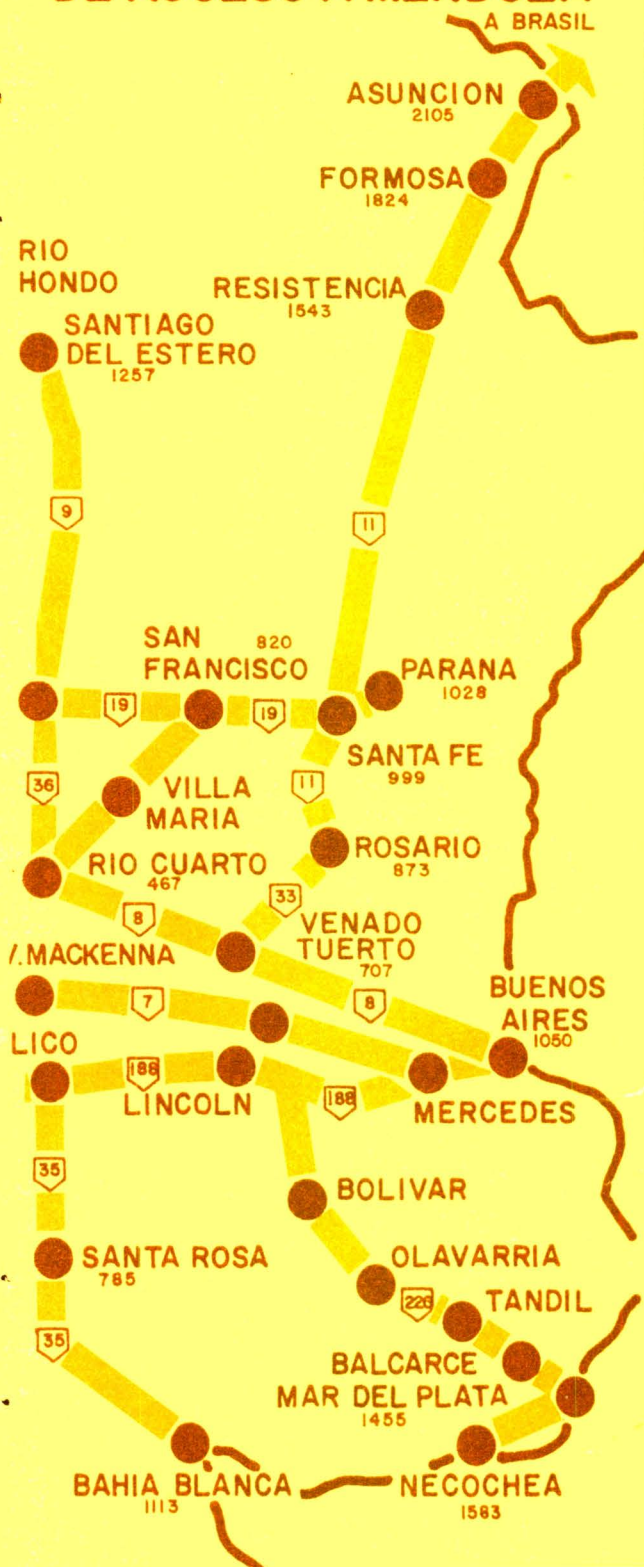 A BRASIL
ASUNCION
2105
FORMOSA
1824
RIO
HONDO
RESISTENCIA
1543
SANTIAGO
DEL ESTERO
1257
9
11
SAN 820
FRANCISCO
PARANA
1028
19
19
SANTA FE
999
36
11
VILLA
MARIA
ROSARIO
873
RIO CUARTO
467
33
8
VENADO
TUERTO
707
MACKENNA
7
8
BUENOS
AIRES
1050
LICO
188
LINCOLN
188
MERCEDES
35
BOLIVAR
SANTA ROSA
785
OLAVARRIA
226
TANDIL
35
BALCARCE
MAR DEL PLATA
1455
BAHIA BLANCA
1113
NECOCHEA
1583